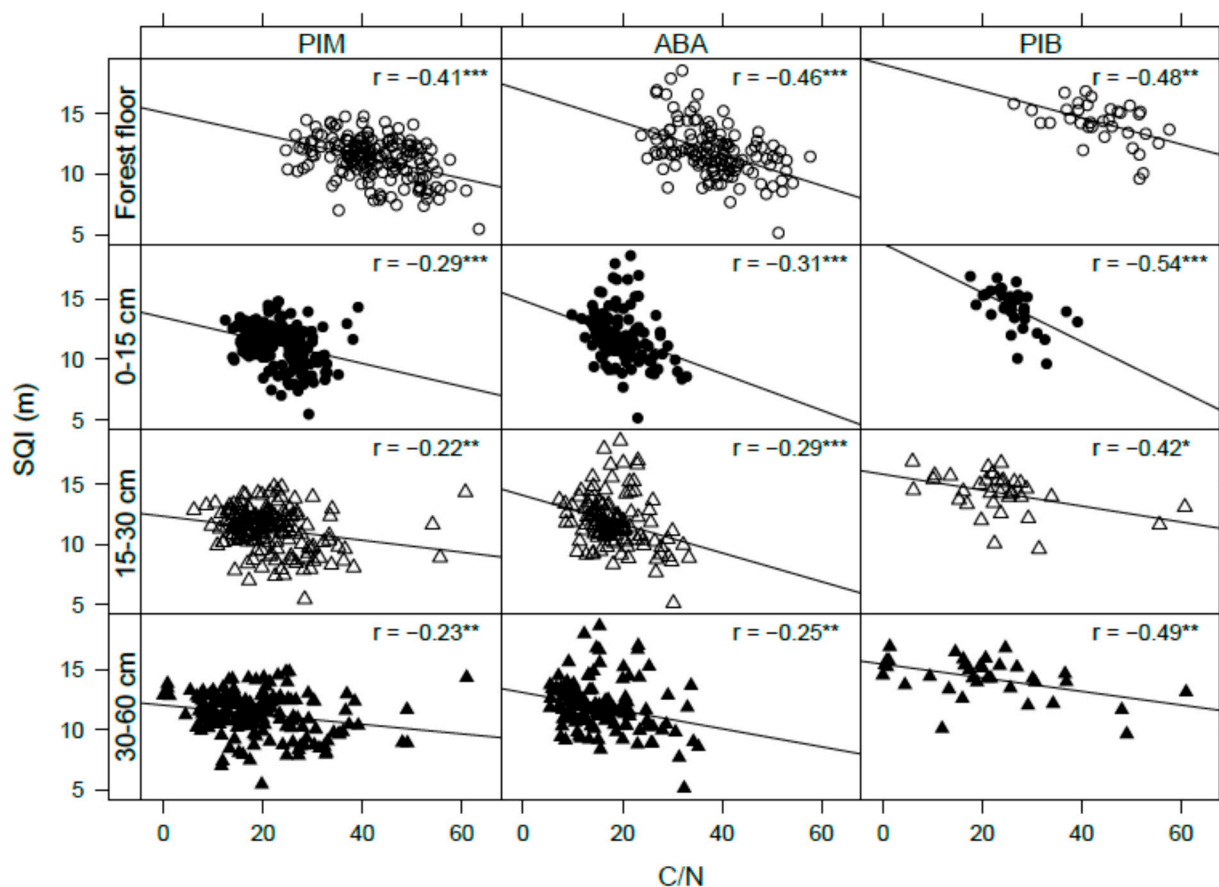 PIM ABA PIB
Forest floor
r = −0.41***
r = −0.46***
r = −0.48**
15
10
5
0-15 cm
r = −0.29***
r = −0.31***
r = −0.54***
15
10
5
15-30 cm
r = −0.22**
r = −0.29***
r = −0.42*
15
10
5
30-60 cm
r = −0.23**
r = −0.25**
r = −0.49**
15
10
5
SQI (m)
0 20 40 60 0 20 40 60 0 20 40 60
C/N